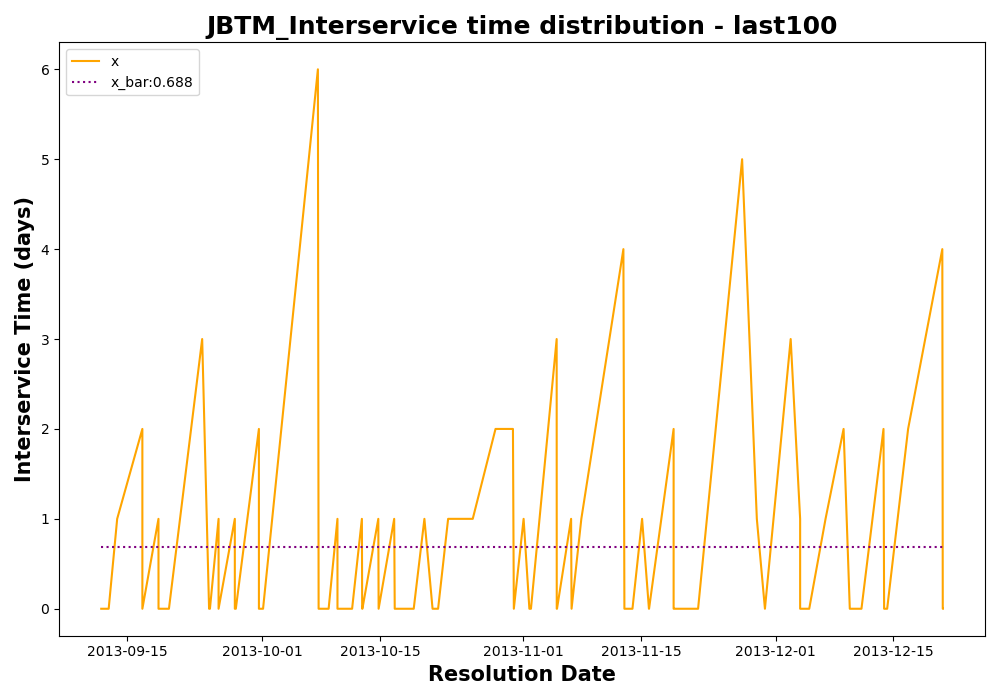 JBTM_Interservice time distribution - last100
x
x_bar:0.688
Interservice Time (days)
6
5
4
3
2
1
0
2013-09-15 2013-10-01 2013-10-15 2013-11-01 2013-11-15 2013-12-01 2013-12-15
Resolution Date